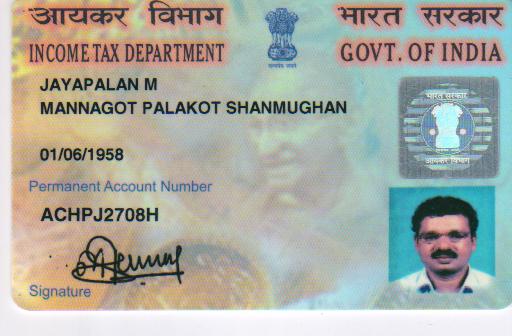 आयकर विभाग
भारत सरकार
INCOME TAX DEPARTMENT
GOVT. OF INDIA
सत्यमेव जयते
JAYAPALAN M
MANNAGOT PALAKOT SHANMUGHAN
भारत सरकार
आयकर विभाग
01/06/1958
Permanent Account Number
ACHPJ2708H
Signature